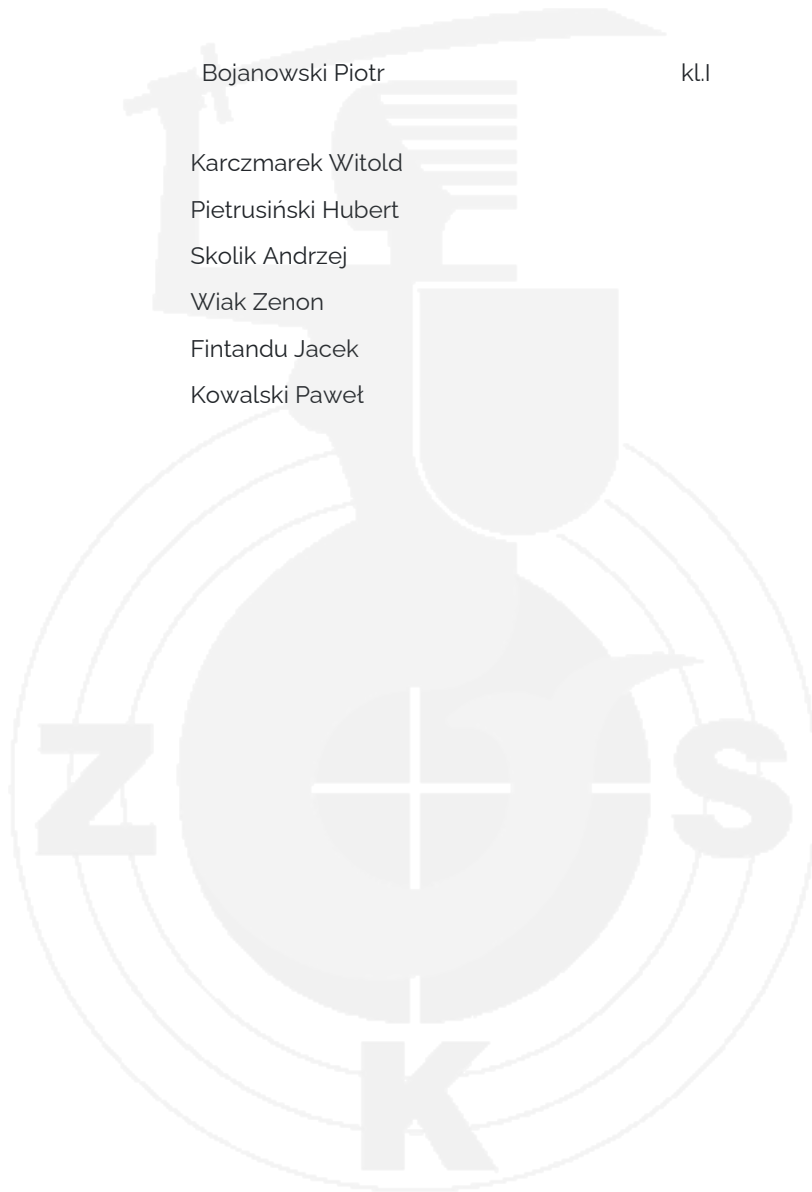 Bojanowski Piotr kl.I
Karczmarek Witold
Pietrusiński Hubert
Skolik Andrzej
Wiak Zenon
Fintandu Jacek
Kowalski Paweł
Z S
K